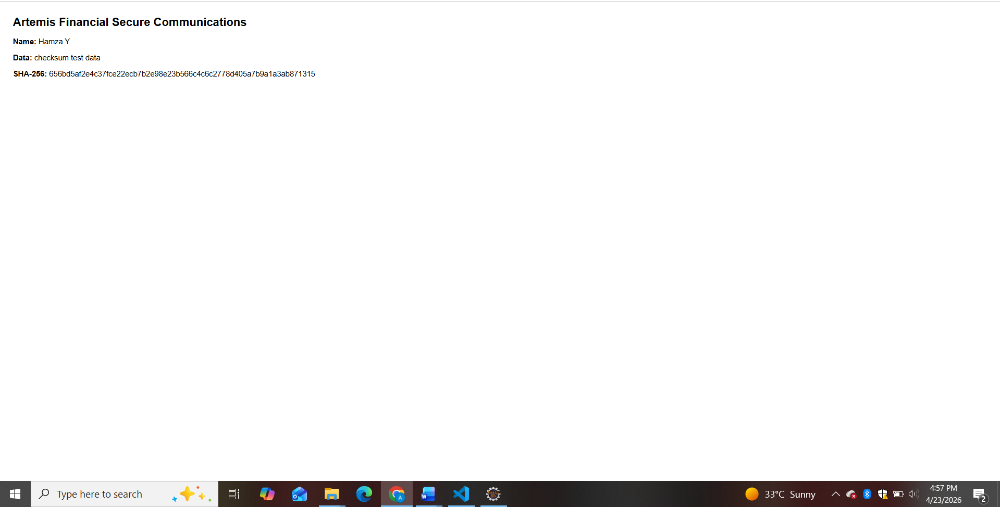 Artemis Financial Secure Communications
Name: Hamza Y
Data: checksum test data
SHA-256: 656bd5af2e4c37fce22ecb7b2e98e23b566c4c6c2778d405a7b9a1a3ab871315
Type here to search
33°C Sunny
4:57 PM
4/23/2026
2